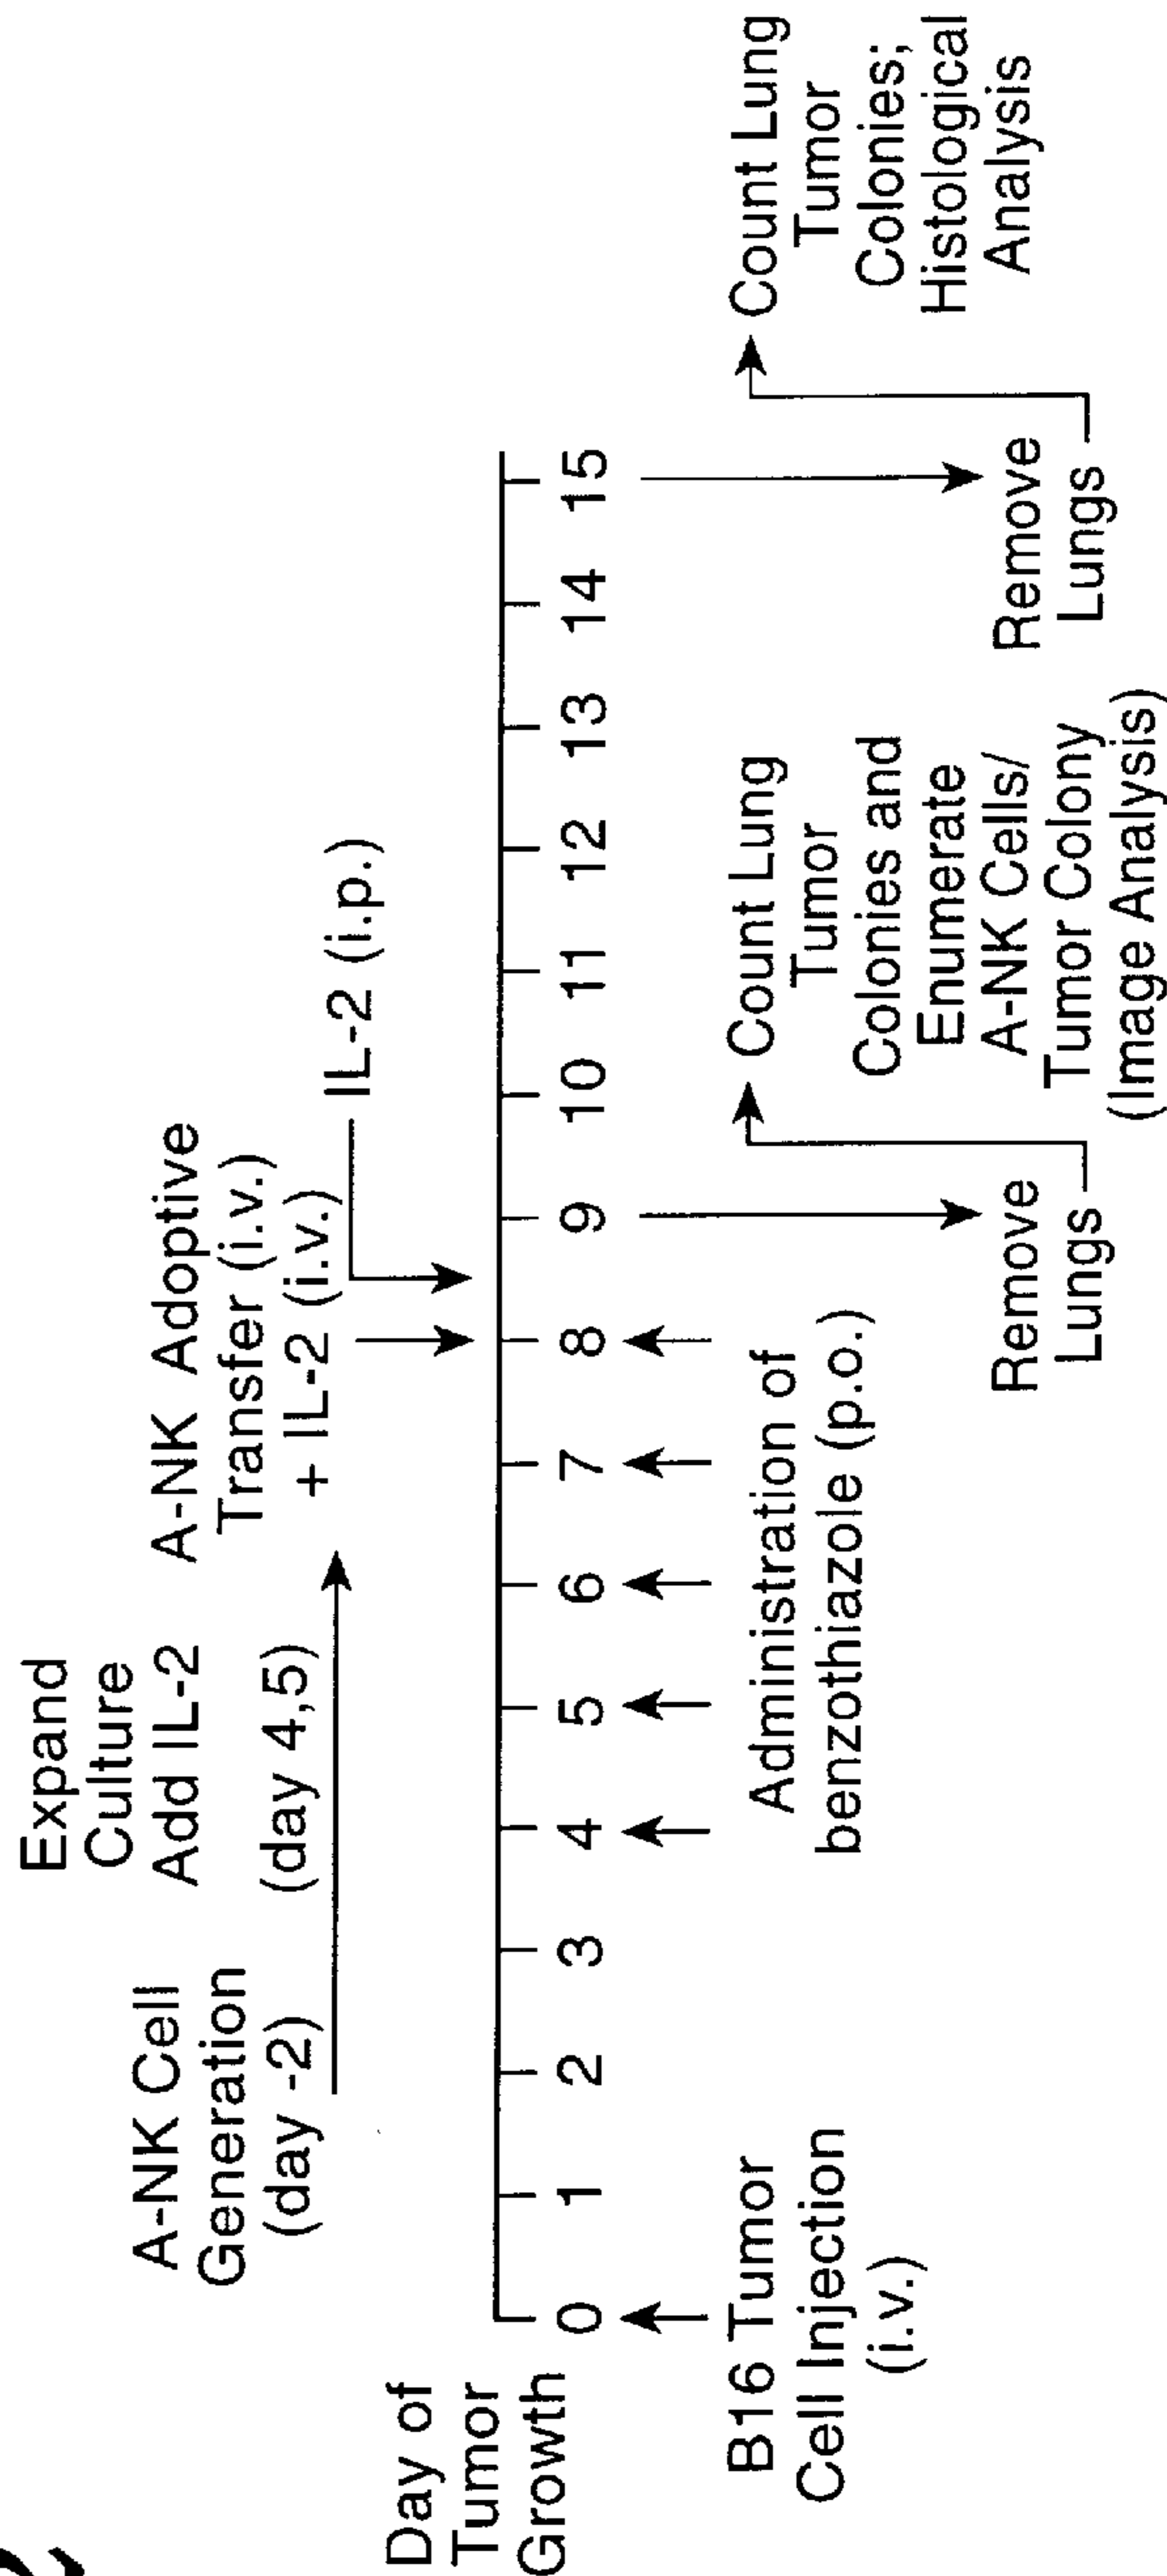 Expand
Culture
Add IL-2
(day 4,5)
A-NK Cell
Generation
(day -2)
A-NK Adoptive
Transfer (i.v.)
+ IL-2 (i.v.)
IL-2 (i.p.)
Day of
Tumor
Growth
0 1 2 3 4 5 6 7 8 9 10 11 12 13 14 15
B16 Tumor
Cell Injection
(i.v.)
Administration of
benzothiazole (p.o.)
Remove
Lungs
Count Lung
Tumor
Colonies and
Enumerate
A-NK Cells/
Tumor Colony
(Image Analysis)
Remove
Lungs
Count Lung
Tumor
Colonies;
Histological
Analysis